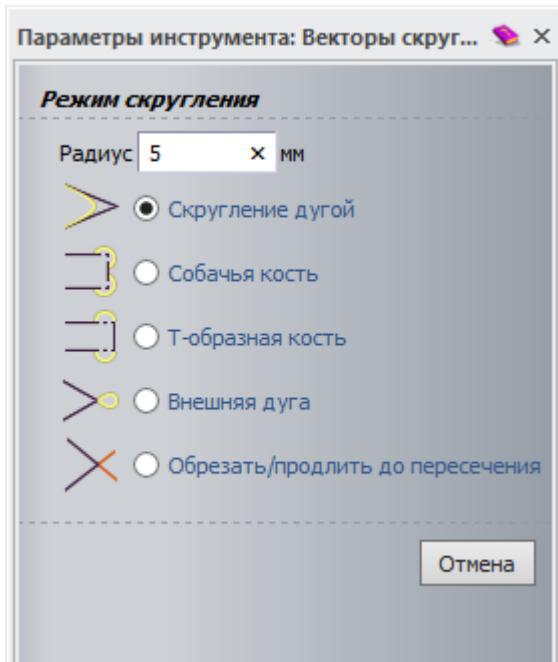 Параметры инструмента: Векторы скруг...
Режим скругления
Радиус 5 мм
Скругление дугой
Собачья кость
Т-образная кость
Внешняя дуга
Обрезать/продлить до пересечения
Отмена